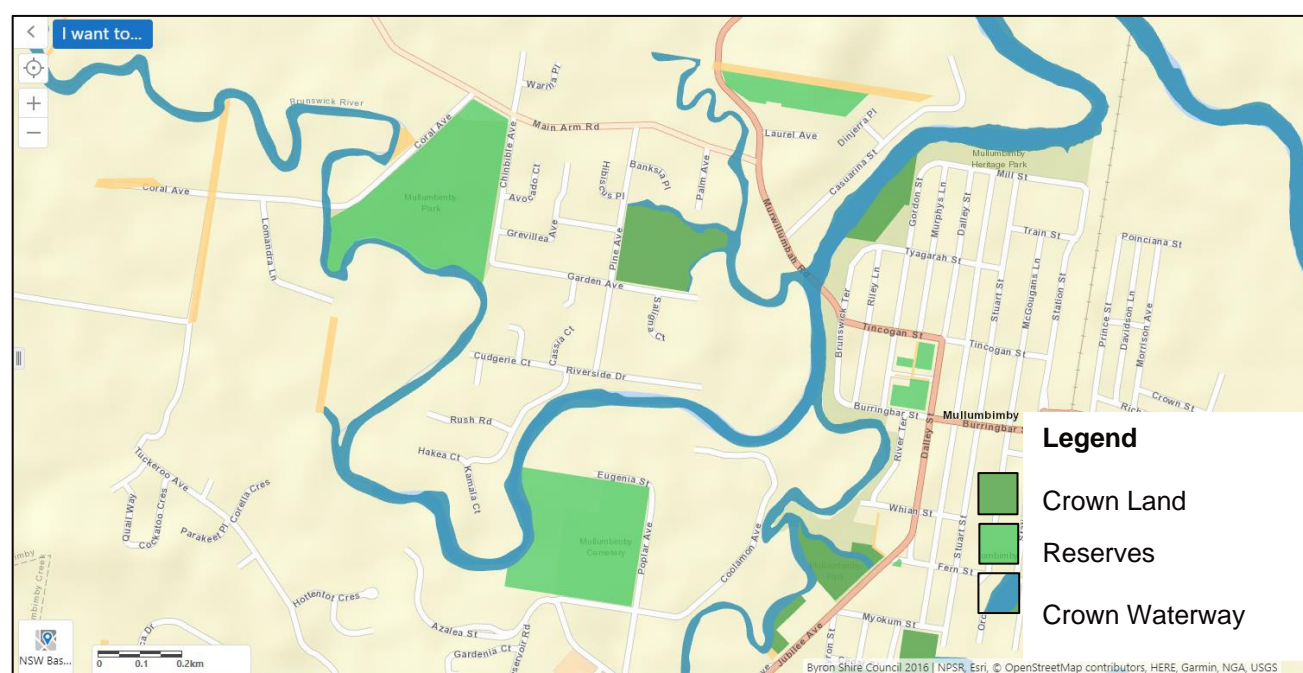 I want to...
Brunswick River
Coral Ave
Warina Pl
Main Arm Rd
Chinbible Ave
Laurel Ave
Dinjerra Pl
Casuarina St
Mullumbimby
Heritage Park
Mill St
Banksia Pl
Hibiscus Pl
Palm Ave
Avocado Ct
Coral Ave
Mullumbimby
Park
Grevillea Ave
Pine Ave
Lomandra Ln
Garden Ave
Saligna Ct
Murwillumbah Rd
Gordon St
Murphys Ln
Dalley St
Train St
Poinciana St
Tyagarah St
Riley Ln
Stuart St
McGougans Ln
Station St
Prince St
Davidson Ln
Morrison Ave
Brunswick Ter
Tincogan St
Tincogan St
Cudgerie Ct
Cassia Ct
Riverside Dr
Crown St
Burringbar St
Mullumbimby
Burringbar
Rush Rd
River Ter
Dalley St
Hakea Ct
Kamala Ct
Tuckeroo Ave
Corella Cres
Quail Way
Cockatoo Cres
Parakeet Pl
Eugenia St
Mullumbimby
Cemetery
Poplar Ave
Coolamon Ave
Whian St
Stuart St
Fern St
Hottentot Cres
Azalea St
Gardenia Ct
Myokum St
Jubilee Ave
Legend
Crown Land
Reserves
Crown Waterway
NSW Bas...
0 0.1 0.2km
Byron Shire Council 2016 | NPSR, Esri, © OpenStreetMap contributors, HERE, Garmin, NGA, USGS